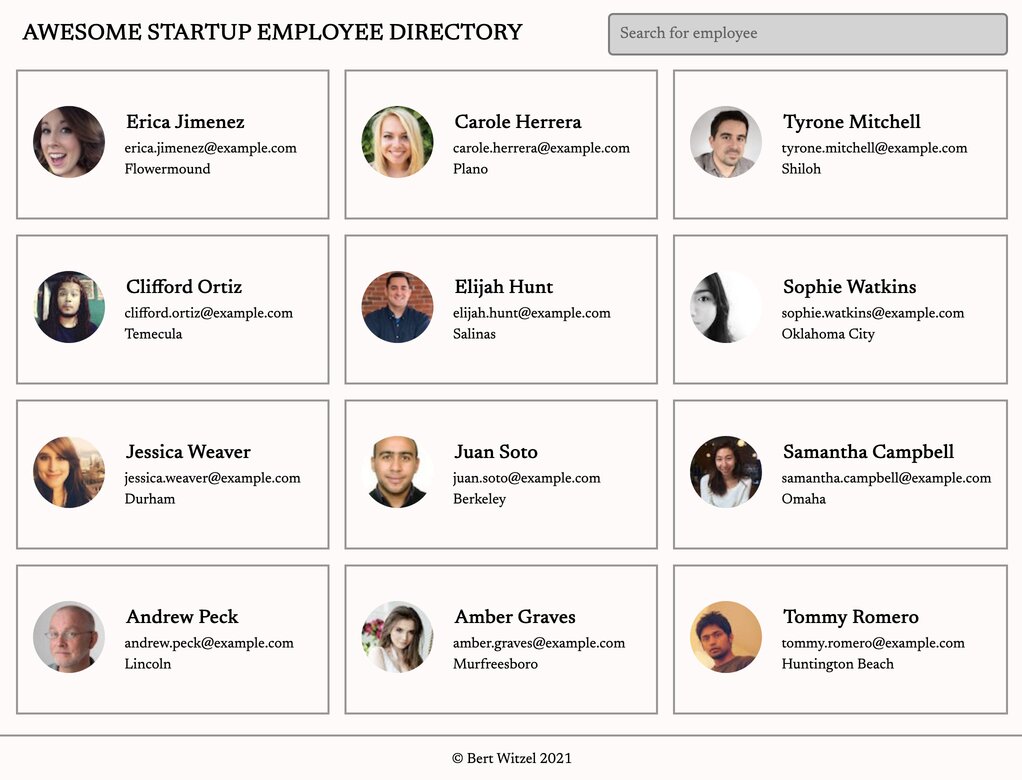 AWESOME STARTUP EMPLOYEE DIRECTORY
Search for employee
Erica Jimenez
erica.jimenez@example.com
Flowermound
Carole Herrera
carole.herrera@example.com
Plano
Tyrone Mitchell
tyrone.mitchell@example.com
Shiloh
Clifford Ortiz
clifford.ortiz@example.com
Temecula
Elijah Hunt
elijah.hunt@example.com
Salinas
Sophie Watkins
sophie.watkins@example.com
Oklahoma City
Jessica Weaver
jessica.weaver@example.com
Durham
Juan Soto
juan.soto@example.com
Berkeley
Samantha Campbell
samantha.campbell@example.com
Omaha
Andrew Peck
andrew.peck@example.com
Lincoln
Amber Graves
amber.graves@example.com
Murfreesboro
Tommy Romero
tommy.romero@example.com
Huntington Beach
© Bert Witzel 2021